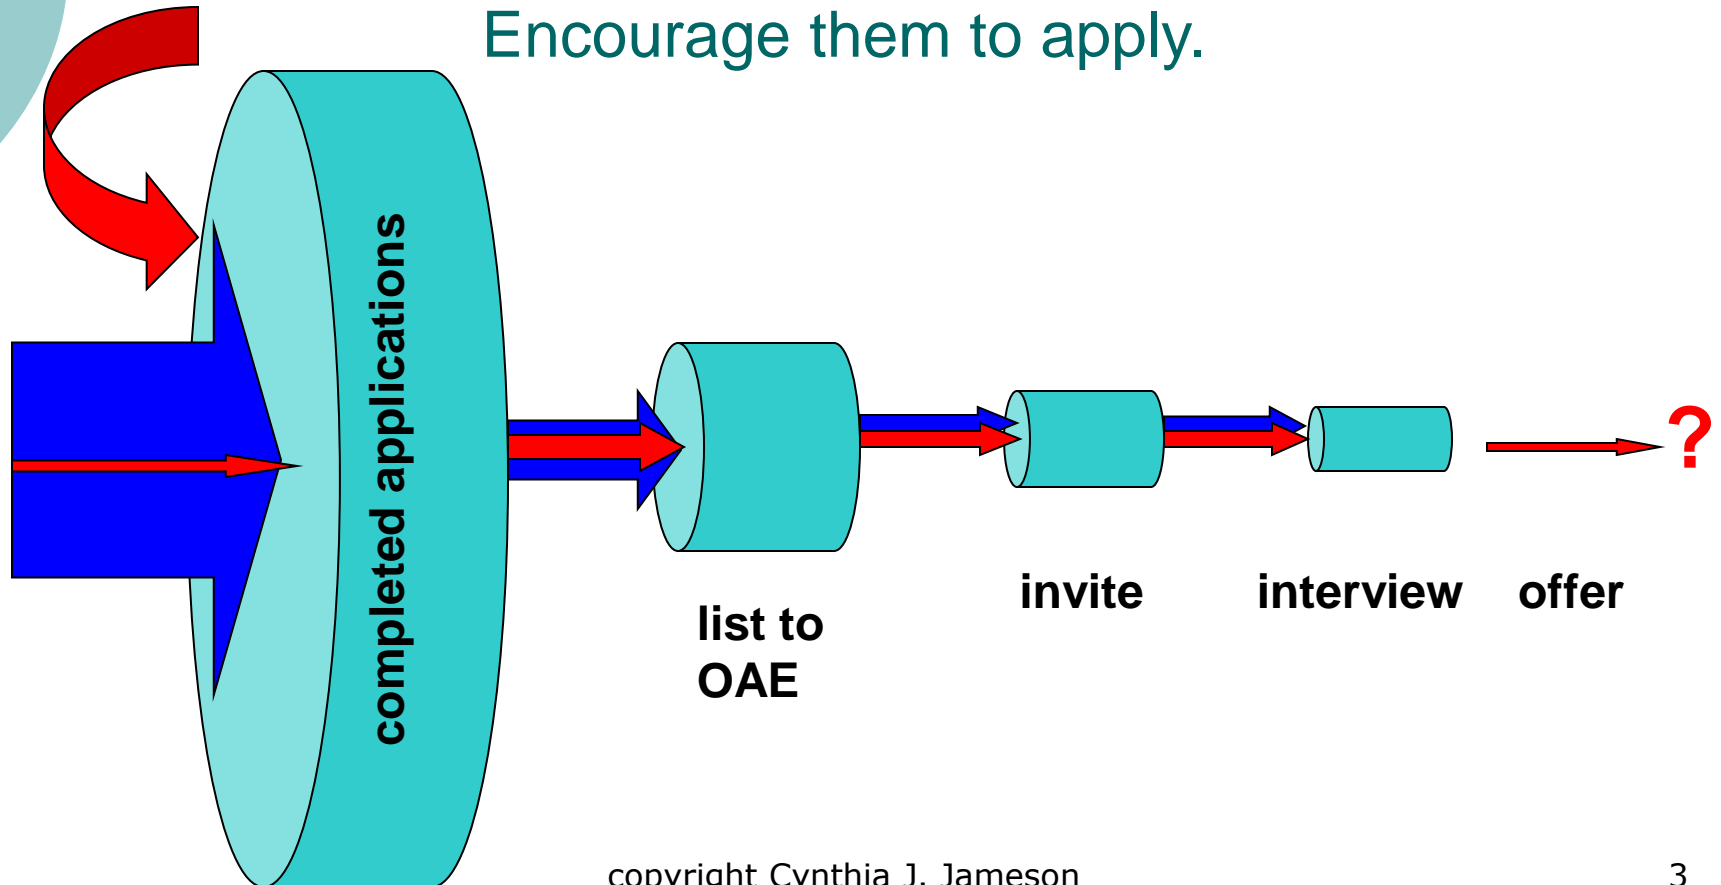 Encourage them to apply.
completed applications
list to
OAE
invite
interview
offer
?
copyright Cynthia J. Jameson
3